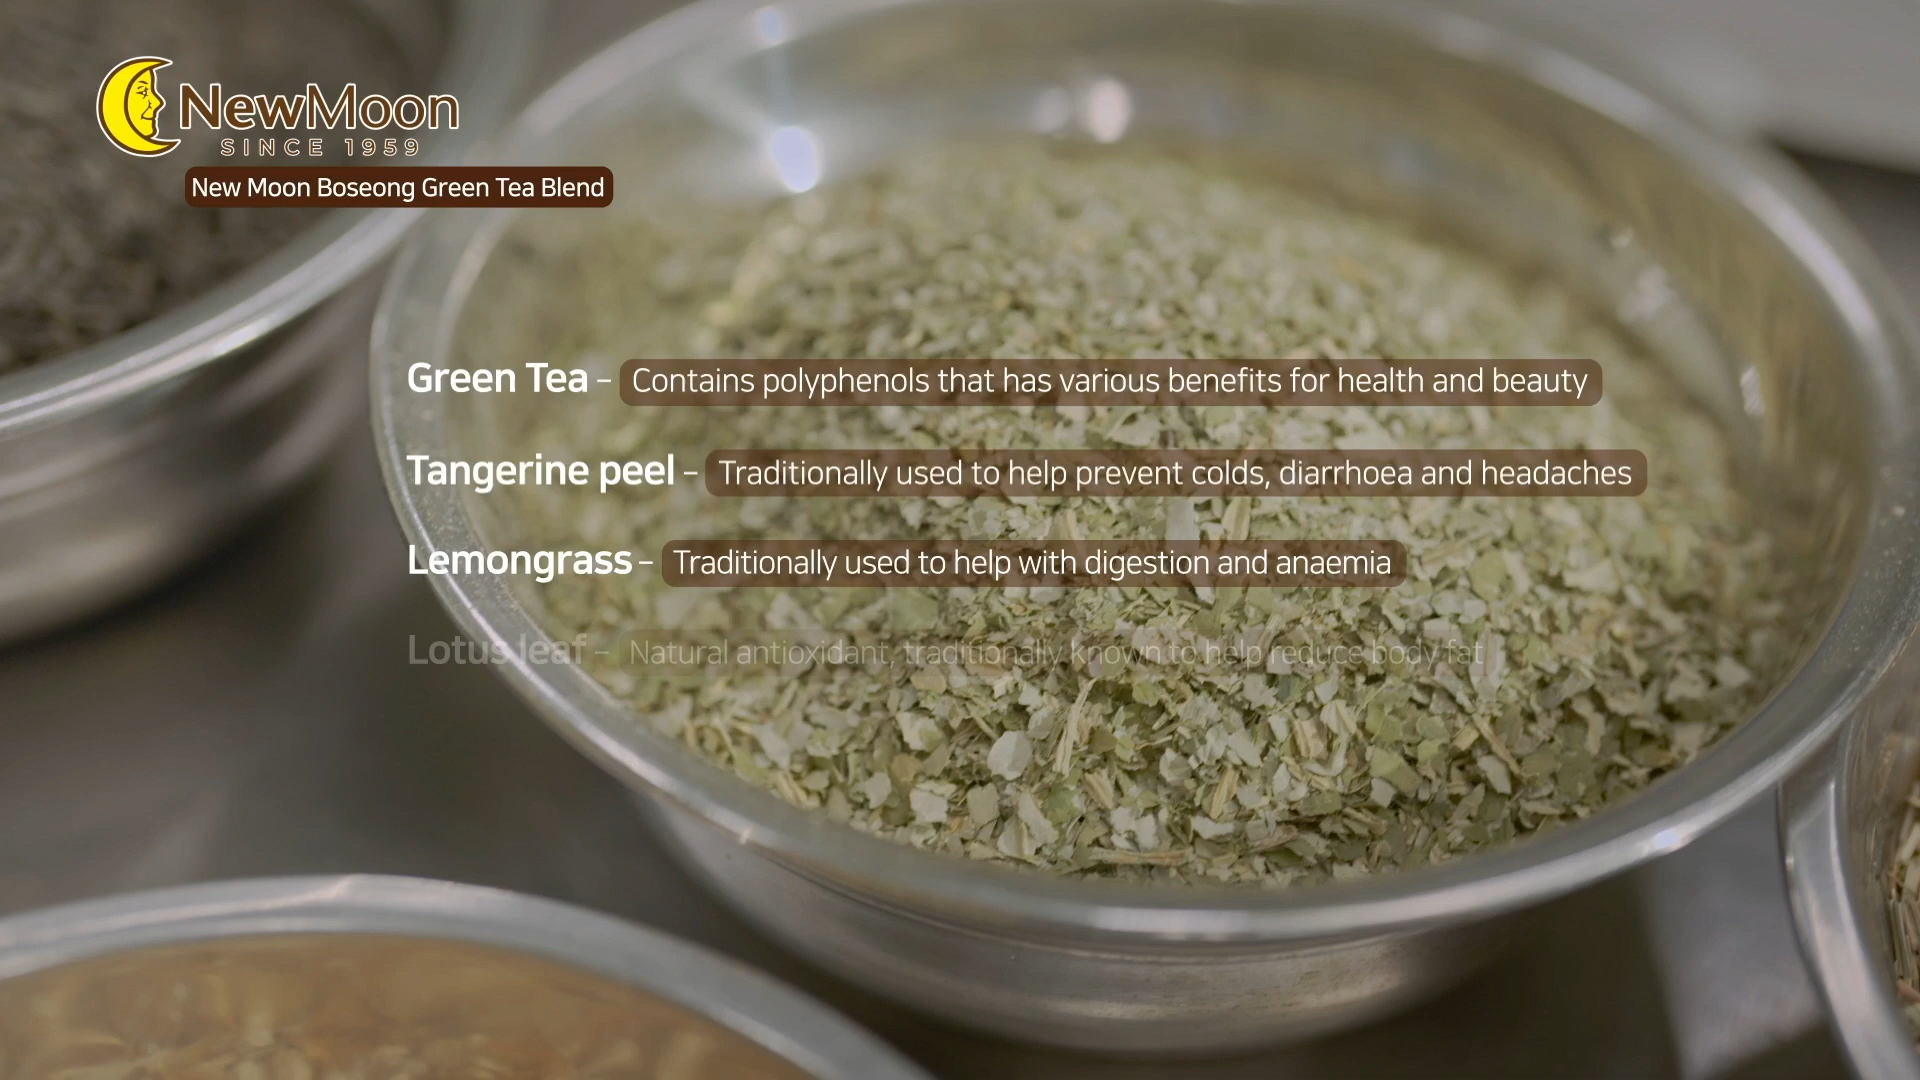 NewMoon
SINCE 1959
New Moon Boseong Green Tea Blend
Green Tea – Contains polyphenols that has various benefits for health and beauty
Tangerine peel – Traditionally used to help prevent colds, diarrhoea and headaches
Lemongrass – Traditionally used to help with digestion and anaemia
Lotus leaf – Natural antioxidant, traditionally known to help reduce body fat